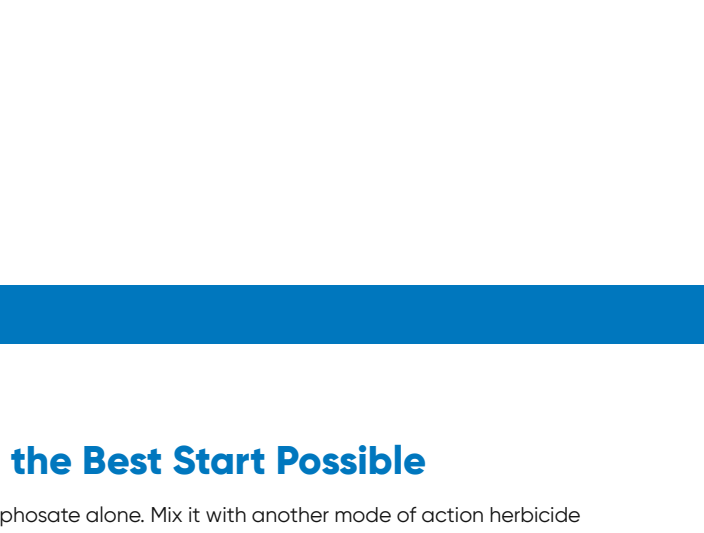 the Best Start Possible
phosate alone. Mix it with another mode of action herbicide